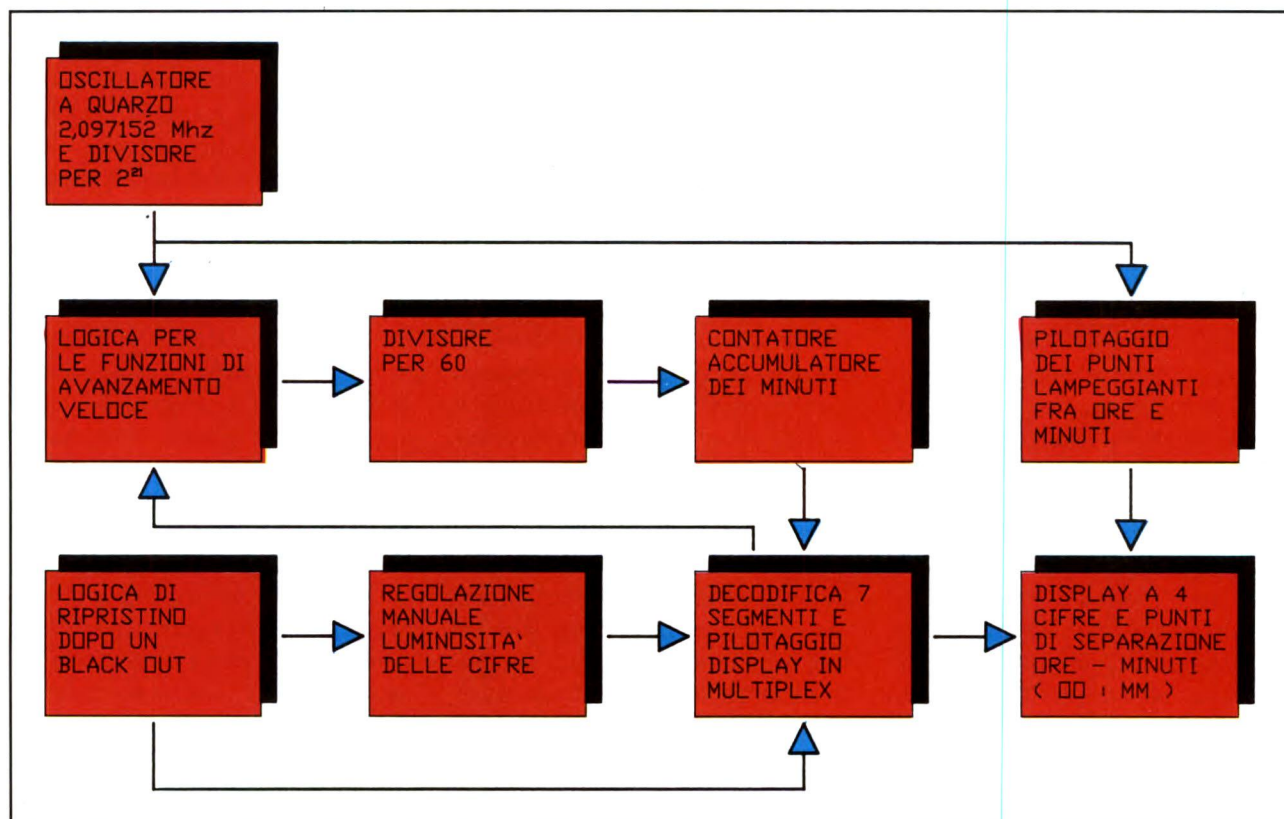 OSCILLATORE
A QUARZO
2,097152 Mhz
E DIVISORE
PER 2²¹
LOGICA PER
LE FUNZIONI DI
AVANZAMENTO
VELOCE
DIVISORE
PER 60
CONTATORE
ACCUMULATORE
DEI MINUTI
PILOTAGGIO
DEI PUNTI
LAMPEGGIANTI
FRA ORE E
MINUTI
LOGICA DI
RIPRISTINO
DOPO UN
BLACK OUT
REGOLAZIONE
MANUALE
LUMINOSITA'
DELLE CIFRE
DECODIFICA 7
SEGMENTI E
PILOTAGGIO
DISPLAY IN
MULTIPLEX
DISPLAY A 4
CIFRE E PUNTI
DI SEPARAZIONE
ORE - MINUTI
( OO : MM )